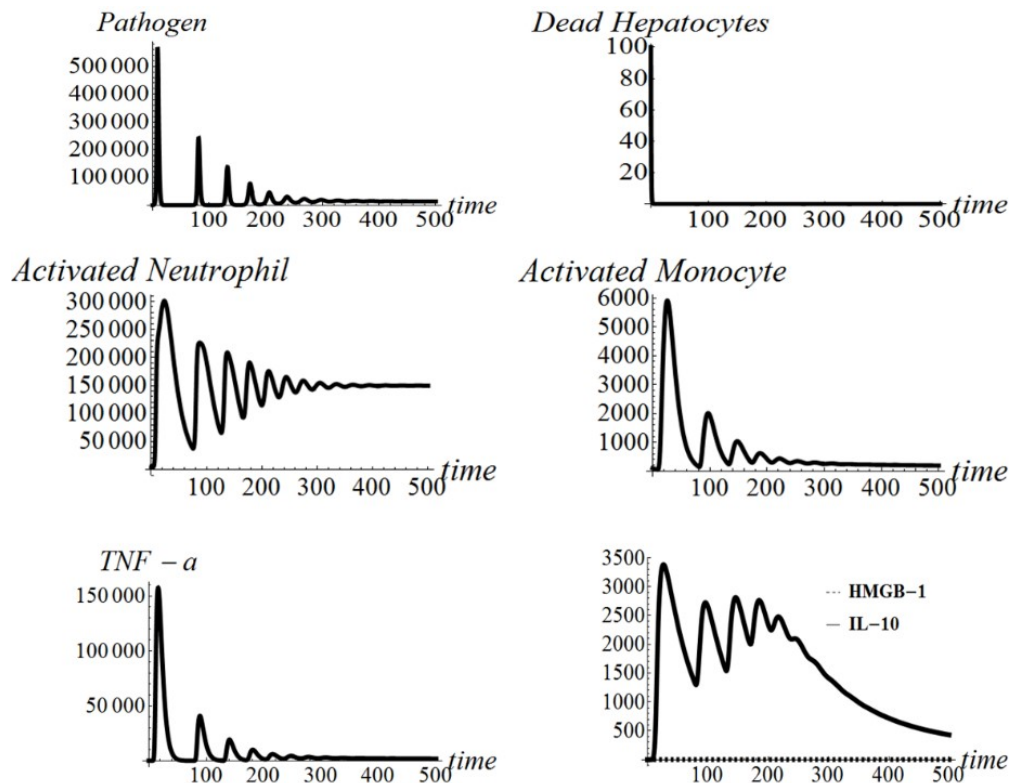 Pathogen
500 000
400 000
300 000
200 000
100 000
100 200 300 400 500 time
Dead Hepatocytes
100
80
60
40
20
100 200 300 400 500 time
Activated Neutrophil
300 000
250 000
200 000
150 000
100 000
50 000
100 200 300 400 500 time
Activated Monocyte
6000
5000
4000
3000
2000
1000
100 200 300 400 500 time
TNF – a
150 000
100 000
50 000
100 200 300 400 500 time
3500
3000
2500
2000
1500
1000
500
HMGB–1
IL–10
100 200 300 400 500 time